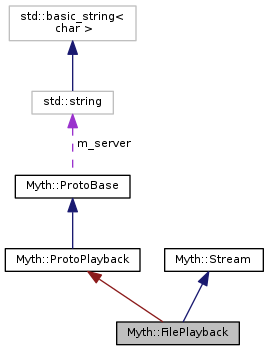 std::basic_string<
char >
std::string
m_server
Myth::ProtoBase
Myth::ProtoPlayback
Myth::Stream
Myth::FilePlayback